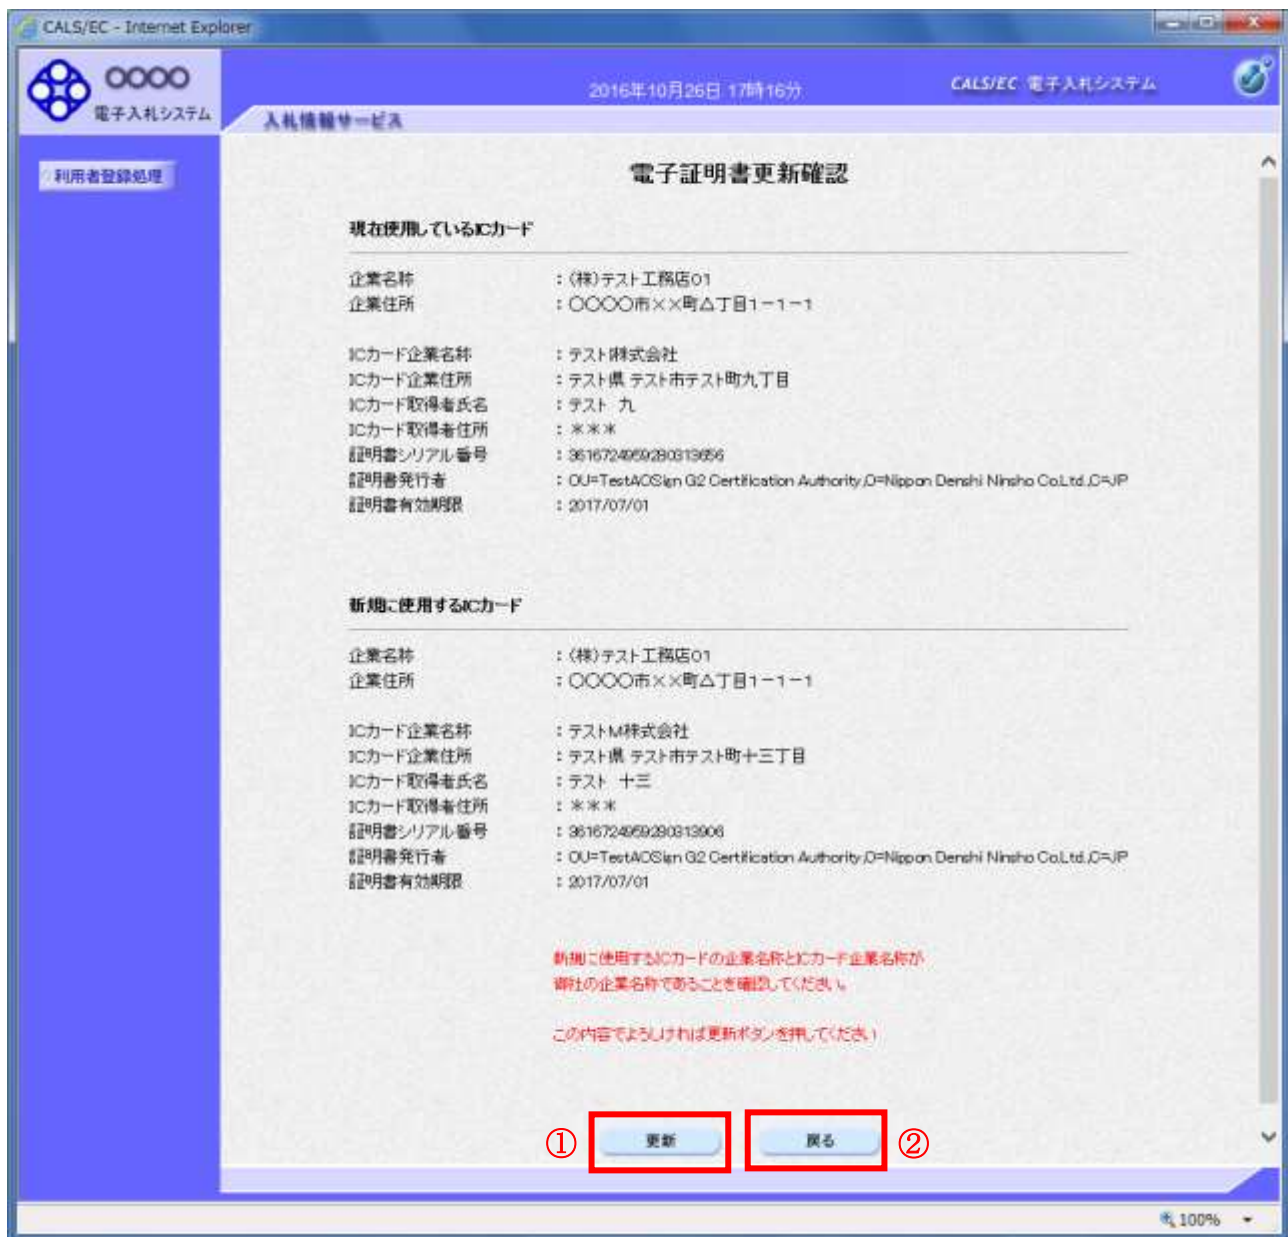 CALS/EC - Internet Explorer
○○○○
電子入札システム
2016年10月26日 17時16分
CALS/EC 電子入札システム
入札情報サービス
利用者登録処理
電子証明書更新確認
現在使用しているICカード
企業名称 ：(株)テスト工務店01
企業住所 ：○○○○市××町△丁目1－1－1
ICカード企業名称 ：テストI株式会社
ICカード企業住所 ：テスト県 テスト市テスト町九丁目
ICカード取得者氏名 ：テスト 九
ICカード取得者住所 ：＊＊＊
証明書シリアル番号 ：3616724959280313656
証明書発行者 ：OU=TestAOSign G2 Certification Authority,O=Nippon Denshi Ninsho Co.Ltd.,C=JP
証明書有効期限 ：2017/07/01
新規に使用するICカード
企業名称 ：(株)テスト工務店01
企業住所 ：○○○○市××町△丁目1－1－1
ICカード企業名称 ：テストM株式会社
ICカード企業住所 ：テスト県 テスト市テスト町十三丁目
ICカード取得者氏名 ：テスト 十三
ICカード取得者住所 ：＊＊＊
証明書シリアル番号 ：3616724959280313906
証明書発行者 ：OU=TestAOSign G2 Certification Authority,O=Nippon Denshi Ninsho Co.Ltd.,C=JP
証明書有効期限 ：2017/07/01
新規に使用するICカードの企業名称とICカード企業名称が
御社の企業名称であることを確認してください。
この内容でよろしければ更新ボタンを押してください
① 更新 戻る ②
100%